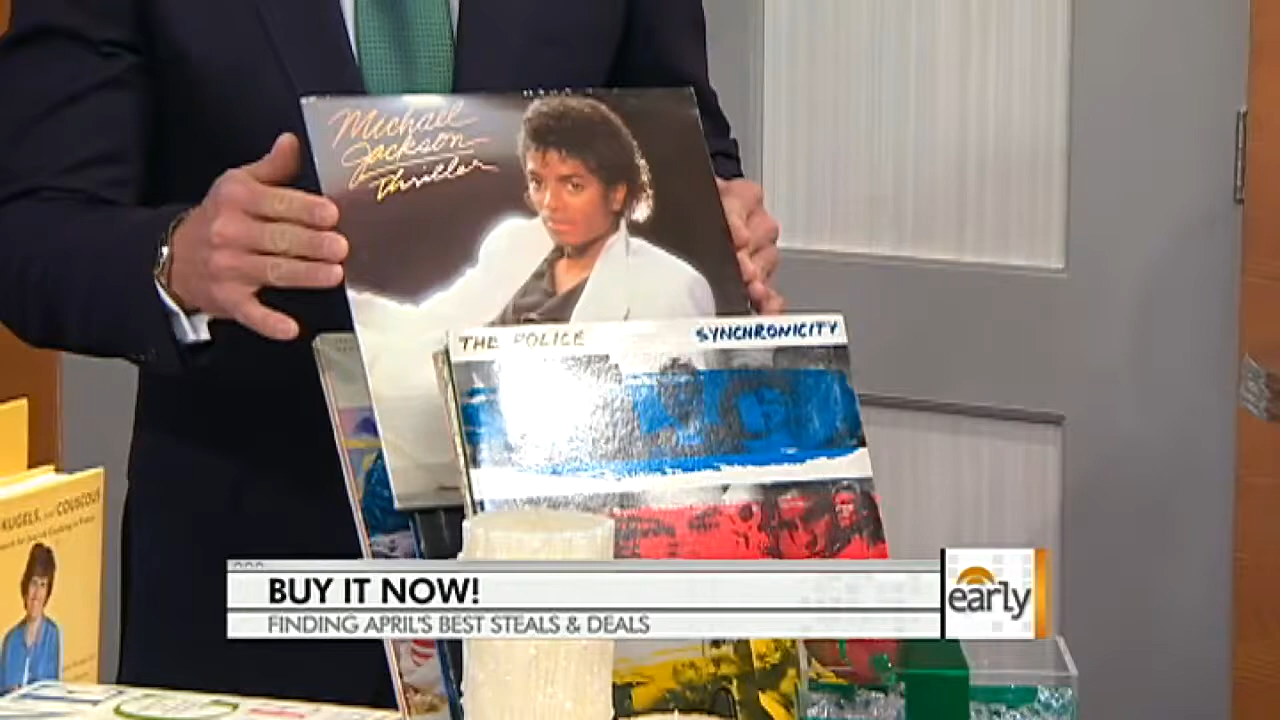 Michael
Jackson
Thriller
THE POLICE
SYNCHRONICITY
KUGELS, AND COUSCOUS
BUY IT NOW!
FINDING APRIL'S BEST STEALS & DEALS
early